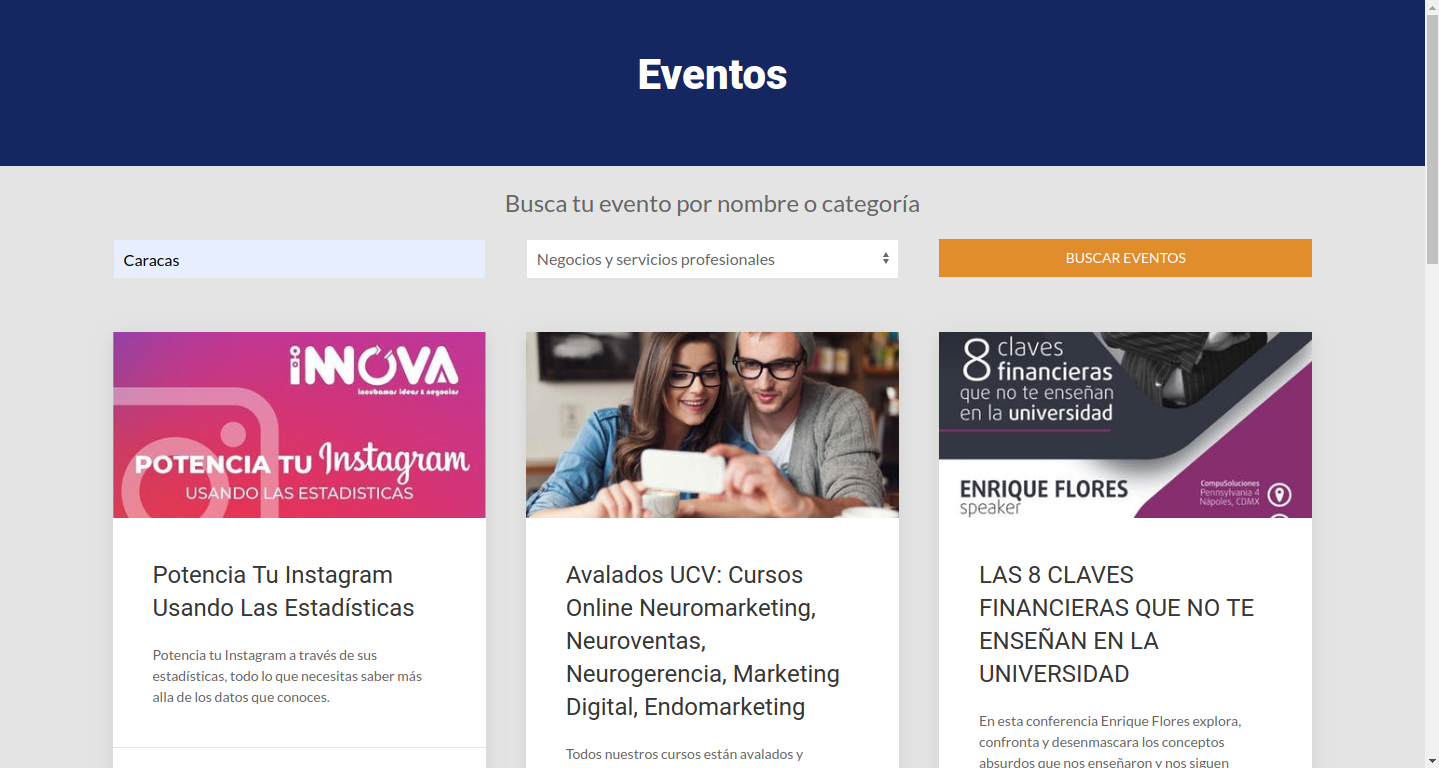 Eventos
Busca tu evento por nombre o categoría
Caracas
Negocios y servicios profesionales
BUSCAR EVENTOS
iNNOVA
incubamos ideas & negocios
POTENCIA TU Instagram
USANDO LAS ESTADISTICAS
Potencia Tu Instagram
Usando Las Estadísticas
Potencia tu Instagram a través de sus
estadísticas, todo lo que necesitas saber más
alla de los datos que conoces.
Avalados UCV: Cursos
Online Neuromarketing,
Neuroventas,
Neurogerencia, Marketing
Digital, Endomarketing
Todos nuestros cursos están avalados y
8 claves
financieras
que no te enseñan
en la universidad
ENRIQUE FLORES
speaker
CompuSoluciones
Pennsylvania 4
Nápoles, CDMX
LAS 8 CLAVES
FINANCIERAS QUE NO TE
ENSEÑAN EN LA
UNIVERSIDAD
En esta conferencia Enrique Flores explora,
confronta y desenmascara los conceptos
absurdos que nos enseñaron y nos siguen